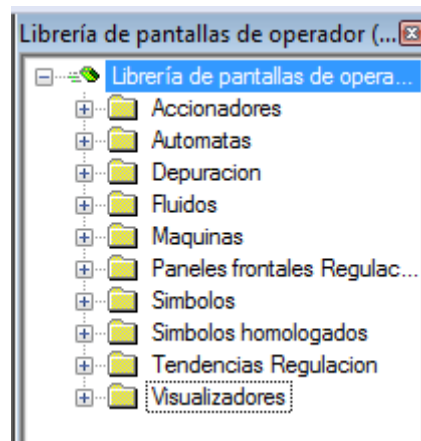 Librería de pantallas de operador (...
Librería de pantallas de opera...
Accionadores
Automatas
Depuracion
Fluidos
Maquinas
Paneles frontales Regulac...
Simbolos
Simbolos homologados
Tendencias Regulacion
Visualizadores